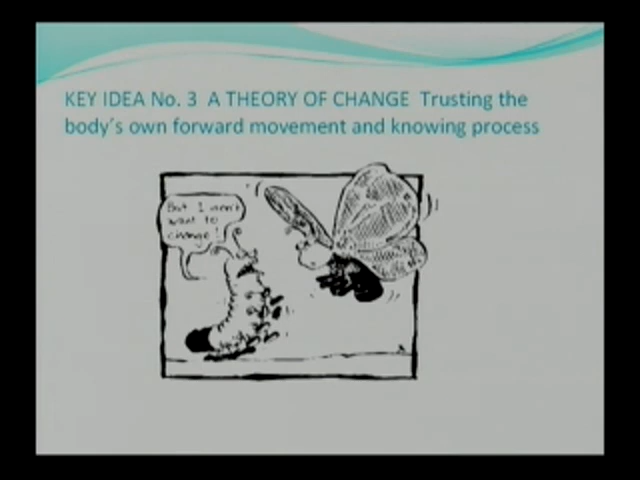 KEY IDEA No. 3 A THEORY OF CHANGE Trusting the
body's own forward movement and knowing process
But I
want to
change!